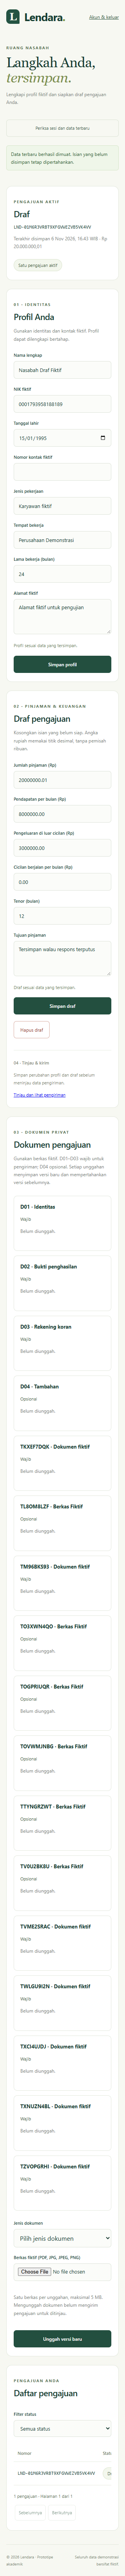 L Lendara.
Akun & keluar
RUANG NASABAH
Langkah Anda,
tersimpan.
Lengkapi profil fiktif dan siapkan draf pengajuan
Anda.
Periksa sesi dan data terbaru
Data terbaru berhasil dimuat. Isian yang belum
disimpan tetap dipertahankan.
PENGAJUAN AKTIF
Draf
Terakhir disimpan 6 Nov 2026, 16.45 WIB · Rp
20.000.000,01
Satu pengajuan aktif
01 · IDENTITAS
Profil Anda
Gunakan identitas dan kontak fiktif. Profil
dapat dilengkapi bertahap.
Nama lengkap
Nasabah Draf Fiktif
NIK fiktif
0001793958188189
Tanggal lahir
15/01/1995
Nomor kontak fiktif
Jenis pekerjaan
Karyawan fiktif
Tempat bekerja
Perusahaan Demonstrasi
Lama bekerja (bulan)
24
Alamat fiktif
Alamat fiktif untuk pengujian
Profil sesuai data yang tersimpan.
Simpan profil
02 · PINJAMAN & KEUANGAN
Draf pengajuan
Kosongkan isian yang belum siap. Angka
rupiah memakai titik desimal, tanpa pemisah
ribuan.
Jumlah pinjaman (Rp)
20000000.01
Pendapatan per bulan (Rp)
8000000.00
Pengeluaran di luar cicilan (Rp)
3000000.00
Cicilan berjalan per bulan (Rp)
0.00
Tenor (bulan)
12
Tujuan pinjaman
Tersimpan walau respons terputus
Draf sesuai data yang tersimpan.
Simpan draf
Hapus draf
04 · Tinjau & kirim
Simpan perubahan profil dan draf sebelum
meninjau data pengiriman.
Tinjau dan lihat pengiriman
03 · DOKUMEN PRIVAT
Dokumen pengajuan
Gunakan berkas fiktif. D01–D03 wajib untuk
pengiriman; D04 opsional. Setiap unggahan
menyimpan versi baru dan mempertahankan
versi sebelumnya.
D01 · Identitas
Wajib
Belum diunggah.
D02 · Bukti penghasilan
Wajib
Belum diunggah.
D03 · Rekening koran
Wajib
Belum diunggah.
D04 · Tambahan
Opsional
Belum diunggah.
TKXEF7DQK · Dokumen fiktif
Wajib
Belum diunggah.
TLBOM8LZF · Berkas Fiktif
Opsional
Belum diunggah.
TM96BKS93 · Dokumen fiktif
Wajib
Belum diunggah.
TO3XWN4QO · Berkas Fiktif
Opsional
Belum diunggah.
TOGPRIUQR · Berkas Fiktif
Opsional
Belum diunggah.
TOVWMJNBG · Berkas Fiktif
Opsional
Belum diunggah.
TTYNGRZWT · Berkas Fiktif
Opsional
Belum diunggah.
TV0U2BK8U · Berkas Fiktif
Opsional
Belum diunggah.
TVME2SRAC · Dokumen fiktif
Wajib
Belum diunggah.
TWLGU9I2N · Dokumen fiktif
Wajib
Belum diunggah.
TXCI4UJDJ · Dokumen fiktif
Wajib
Belum diunggah.
TXNUZN4BL · Dokumen fiktif
Wajib
Belum diunggah.
TZVOPGRHI · Dokumen fiktif
Wajib
Belum diunggah.
Jenis dokumen
Pilih jenis dokumen
Berkas fiktif (PDF, JPG, JPEG, PNG)
Choose File No file chosen
Satu berkas per unggahan, maksimal 5 MB.
Mengunggah dokumen belum mengirim
pengajuan untuk ditinjau.
Unggah versi baru
PENGAJUAN ANDA
Daftar pengajuan
Filter status
Semua status
Nomor
1 pengajuan · Halaman 1 dari 1
Sebelumnya
Berikutnya
© 2026 Lendara · Prototipe
akademik
Seluruh data demonstrasi
bersifat fiktif.